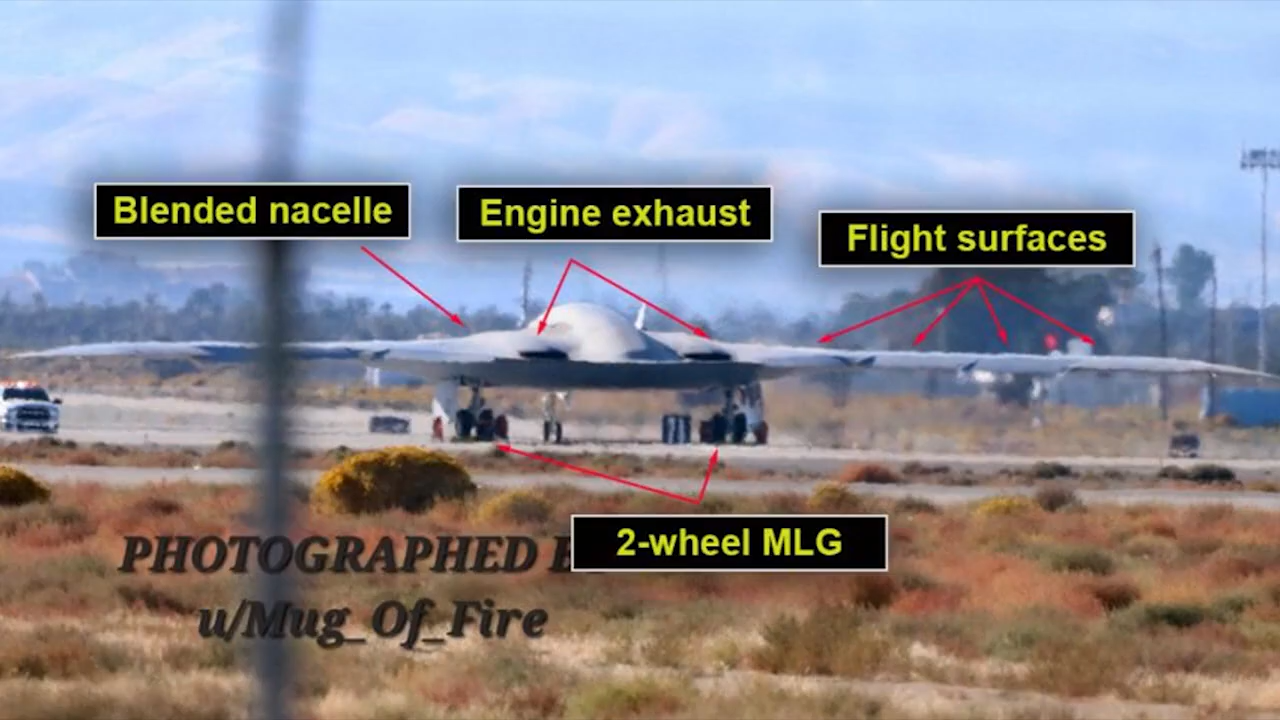 Blended nacelle
Engine exhaust
Flight surfaces
2-wheel MLG
PHOTOGRAPHED
u/Mug_Of_Fire